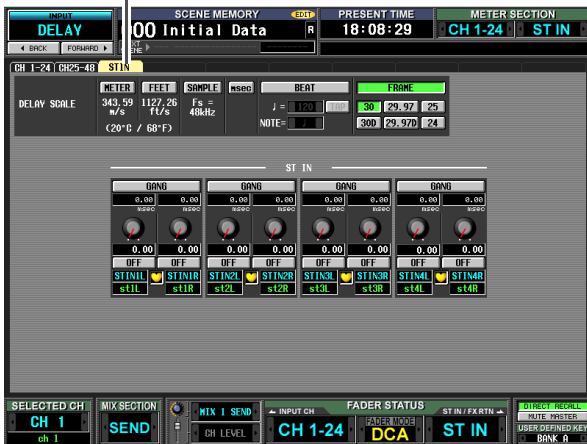 INPUT
DELAY
BACK FORWARD
SCENE MEMORY EDIT
000 Initial Data R
NEXT
SCENE
PRESENT TIME
18:08:29
METER SECTION
CH 1-24 ST IN
CH 1-24 CH25-48 STIN
DELAY SCALE
METER FEET SAMPLE msec BEAT FRAME
343.59 m/s
1127.26 ft/s
Fs = 48kHz
(20°C / 68°F)
♩ = 120 TAP
NOTE= ♩
30 29.97 25
30D 29.97D 24
ST IN
GANG GANG GANG GANG
0.00 0.00 0.00 0.00 0.00 0.00 0.00 0.00
msec msec msec msec msec msec msec msec
0.00 0.00 0.00 0.00 0.00 0.00 0.00 0.00
OFF OFF OFF OFF OFF OFF OFF OFF
STIN1L STIN1R STIN2L STIN2R STIN3L STIN3R STIN4L STIN4R
st1L st1R st2L st2R st3L st3R st4L st4R
SELECTED CH
CH 1
ch 1
MIX SECTION
SEND
MIX 1 SEND
CH LEVEL
FADER STATUS
INPUT CH
CH 1-24
FADER MODE
DCA
ST IN / FX RTN
ST IN
DIRECT RECALL
MUTE MASTER
USER DEFINED KEY
BANK A